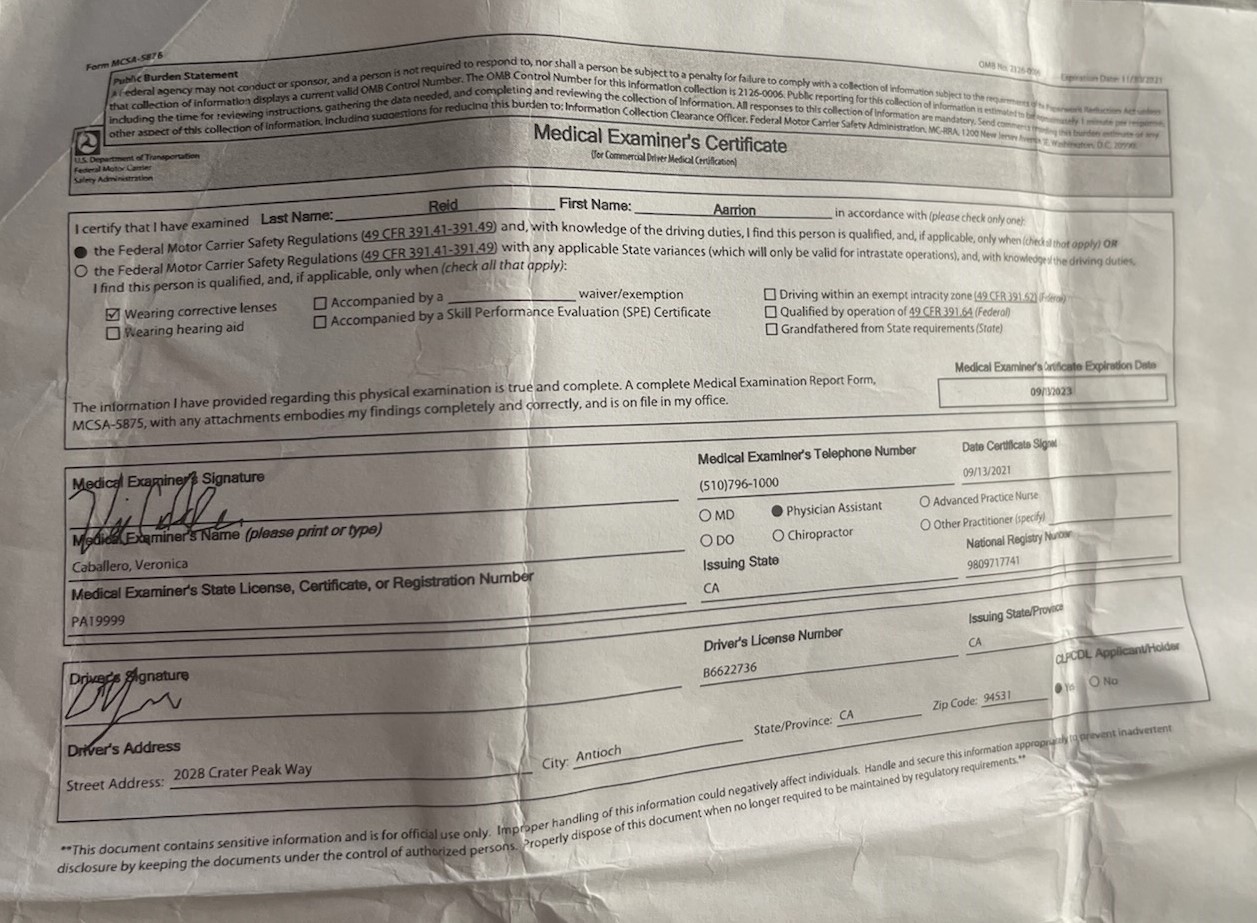 Form MCSA-5876
OMB No. 2126-0006 Expiration Date: 11/30/2021
Public Burden Statement
A Federal agency may not conduct or sponsor, and a person is not required to respond to, nor shall a person be subject to a penalty for failure to comply with a collection of information subject to the requirements of the Paperwork Reduction Act unless
that collection of information displays a current valid OMB Control Number. The OMB Control Number for this information collection is 2126-0006. Public reporting for this collection of information is estimated to be approximately 1 minute per response,
including the time for reviewing instructions, gathering the data needed, and completing and reviewing the collection of information. All responses to this collection of information are mandatory. Send comments regarding this burden estimate or any
other aspect of this collection of information, including suggestions for reducing this burden to: Information Collection Clearance Officer, Federal Motor Carrier Safety Administration, MC-RRA, 1200 New Jersey Avenue, Washington, D.C. 20590.
U.S. Department of Transportation
Federal Motor Carrier
Safety Administration
Medical Examiner's Certificate
(for Commercial Driver Medical Certification)
I certify that I have examined Last Name: Reid First Name: Aarrion in accordance with (please check only one):
the Federal Motor Carrier Safety Regulations (49 CFR 391.41-391.49) and, with knowledge of the driving duties, I find this person is qualified, and, if applicable, only when (check all that apply) OR
the Federal Motor Carrier Safety Regulations (49 CFR 391.41-391.49) with any applicable State variances (which will only be valid for intrastate operations), and, with knowledge of the driving duties,
I find this person is qualified, and, if applicable, only when (check all that apply):
Wearing corrective lenses Accompanied by a waiver/exemption Driving within an exempt intracity zone (49 CFR 391.62) (Federal)
Wearing hearing aid Accompanied by a Skill Performance Evaluation (SPE) Certificate Qualified by operation of 49 CFR 391.64 (Federal)
Grandfathered from State requirements (State)
The information I have provided regarding this physical examination is true and complete. A complete Medical Examination Report Form,
MCSA-5875, with any attachments embodies my findings completely and correctly, and is on file in my office.
Medical Examiner's Certificate Expiration Date
Medical Examiner's Signature
Medical Examiner's Telephone Number
(510)796-1000
Date Certificate Signed
09/13/2021
MD Physician Assistant Advanced Practice Nurse
DO Chiropractor Other Practitioner (specify)
Medical Examiner's Name (please print or type)
Caballero, Veronica
Medical Examiner's State License, Certificate, or Registration Number
PA19999
Issuing State
CA
National Registry Number
9809717741
Driver's Signature
Driver's License Number
B6622736
Issuing State/Province
CA
Driver's Address
Street Address: 2028 Crater Peak Way City: Antioch State/Province: CA Zip Code: 94531
CLP/CDL Applicant/Holder
Yes No
**This document contains sensitive information and is for official use only. Improper handling of this information could negatively affect individuals. Handle and secure this information appropriately to prevent inadvertent
disclosure by keeping the documents under the control of authorized persons. Properly dispose of this document when no longer required to be maintained by regulatory requirements.**